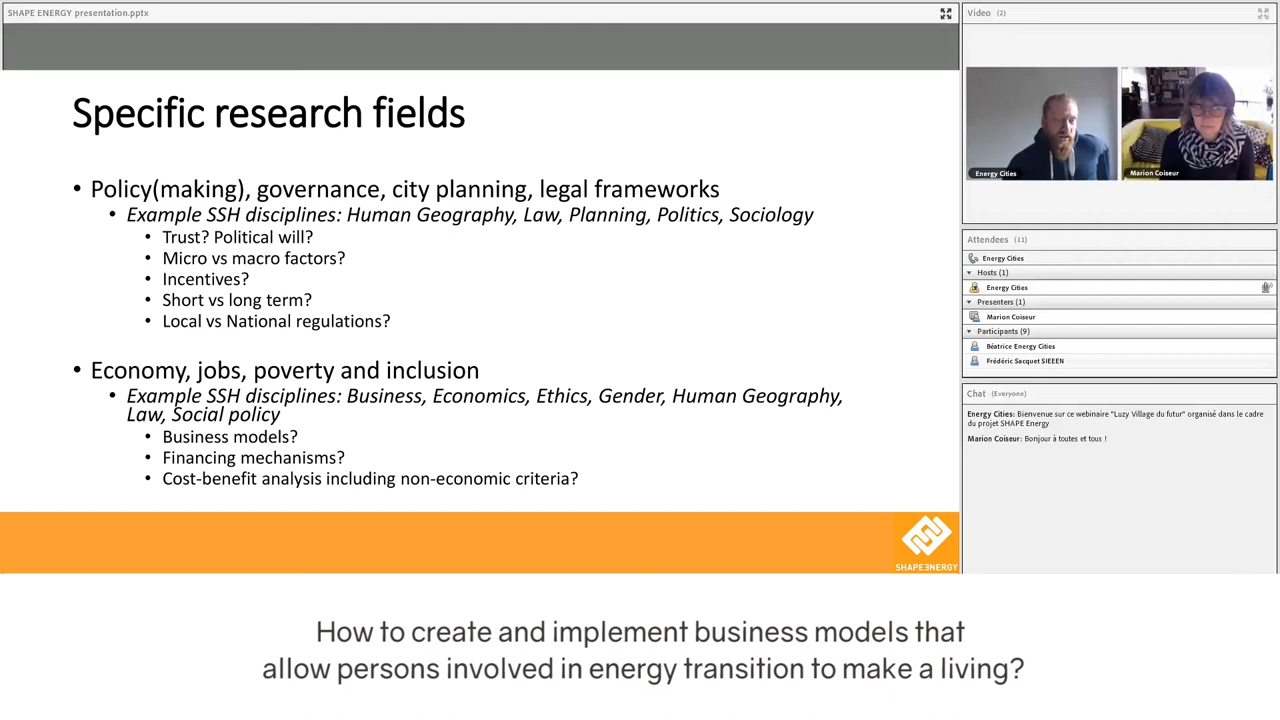 SHAPE ENERGY presentation.pptx
Specific research fields
• Policy(making), governance, city planning, legal frameworks
• Example SSH disciplines: Human Geography, Law, Planning, Politics, Sociology
• Trust? Political will?
• Micro vs macro factors?
• Incentives?
• Short vs long term?
• Local vs National regulations?
• Economy, jobs, poverty and inclusion
• Example SSH disciplines: Business, Economics, Ethics, Gender, Human Geography,
Law, Social policy
• Business models?
• Financing mechanisms?
• Cost-benefit analysis including non-economic criteria?
SHAPEƎNERGY
Video (2)
Energy Cities
Marion Coiseur
Attendees (11)
Energy Cities
Hosts (1)
Energy Cities
Presenters (1)
Marion Coiseur
Participants (9)
Béatrice Energy Cities
Frédéric Sacquet SIEEEN
Chat (Everyone)
Energy Cities: Bienvenue sur ce webinaire "Luzy Village du futur" organisé dans le cadre
du projet SHAPE Energy
Marion Coiseur: Bonjour à toutes et tous !
How to create and implement business models that
allow persons involved in energy transition to make a living?